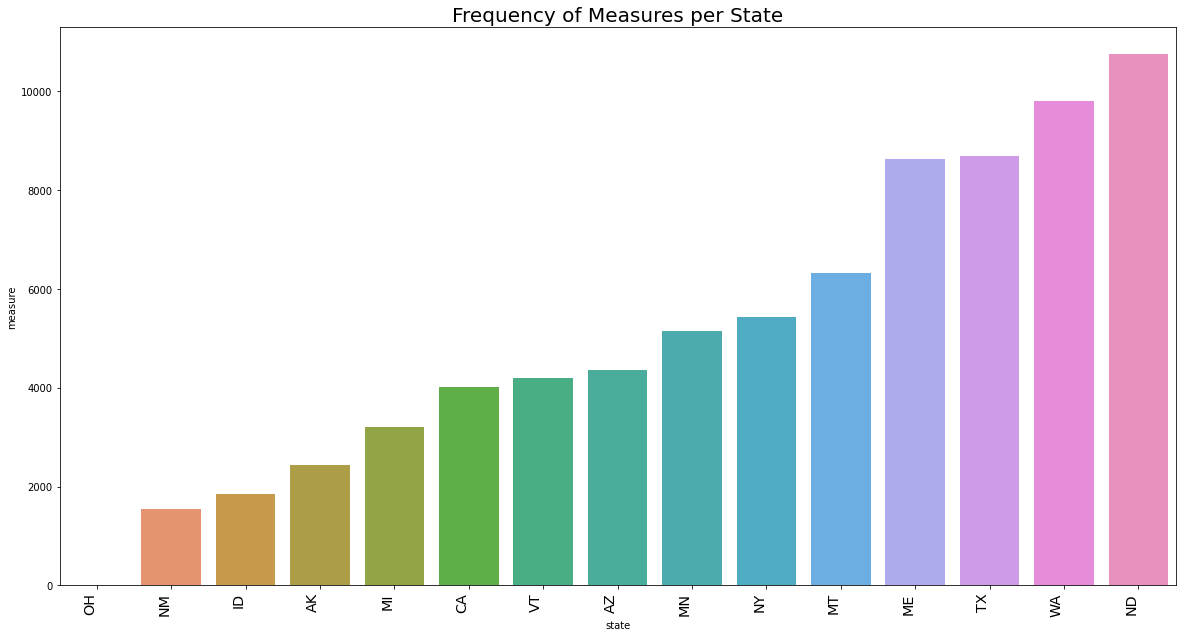 Frequency of Measures per State
measure
10000
8000
6000
4000
2000
0
OH NM ID AK MI CA VT AZ MN NY MT ME TX WA ND
state